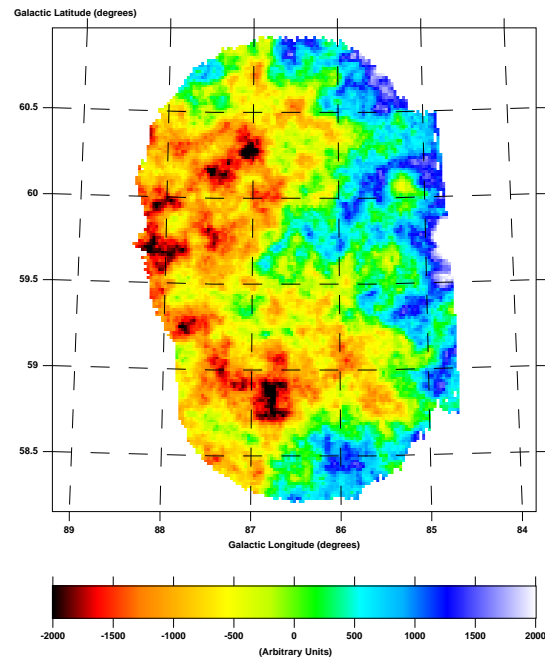 Galactic Latitude (degrees)
60.5
60
59.5
59
58.5
89 88 87 86 85 84
Galactic Longitude (degrees)
-2000 -1500 -1000 -500 0 500 1000 1500 2000
(Arbitrary Units)